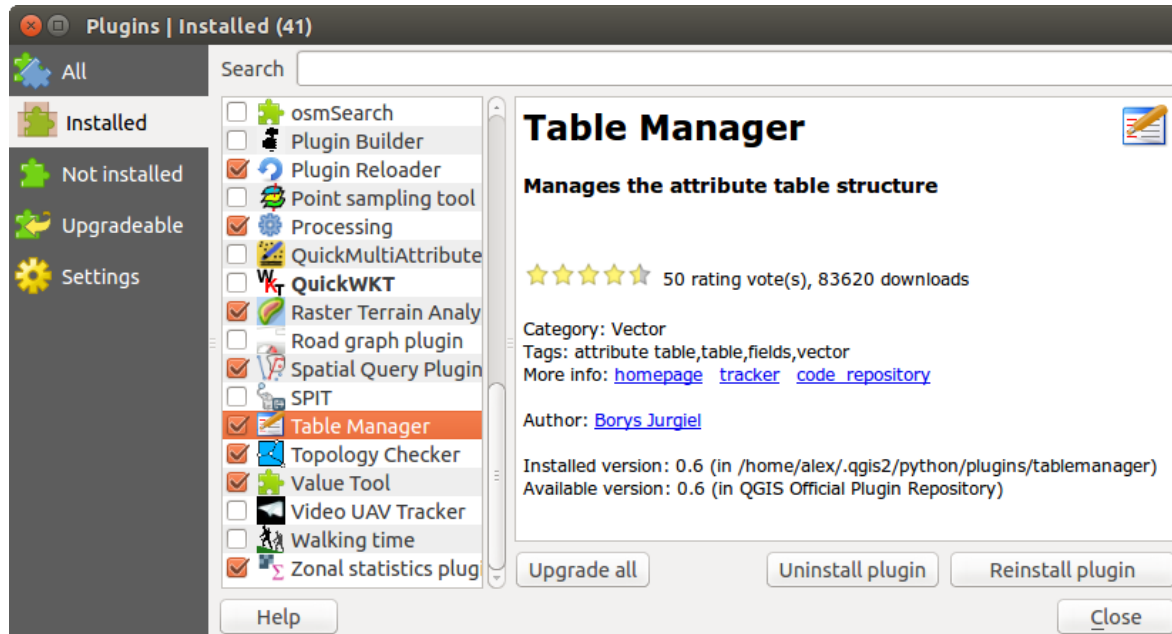 Plugins | Installed (41)
All
Installed
Not installed
Upgradeable
Settings
Search
osmSearch
Plugin Builder
Plugin Reloader
Point sampling tool
Processing
QuickMultiAttribute
QuickWKT
Raster Terrain Analy
Road graph plugin
Spatial Query Plugin
SPIT
Table Manager
Topology Checker
Value Tool
Video UAV Tracker
Walking time
Zonal statistics plug
Table Manager
Manages the attribute table structure
50 rating vote(s), 83620 downloads
Category: Vector
Tags: attribute table,table,fields,vector
More info: homepage tracker code_repository
Author: Borys Jurgiel
Installed version: 0.6 (in /home/alex/.qgis2/python/plugins/tablemanager)
Available version: 0.6 (in QGIS Official Plugin Repository)
Upgrade all
Uninstall plugin
Reinstall plugin
Help
Close